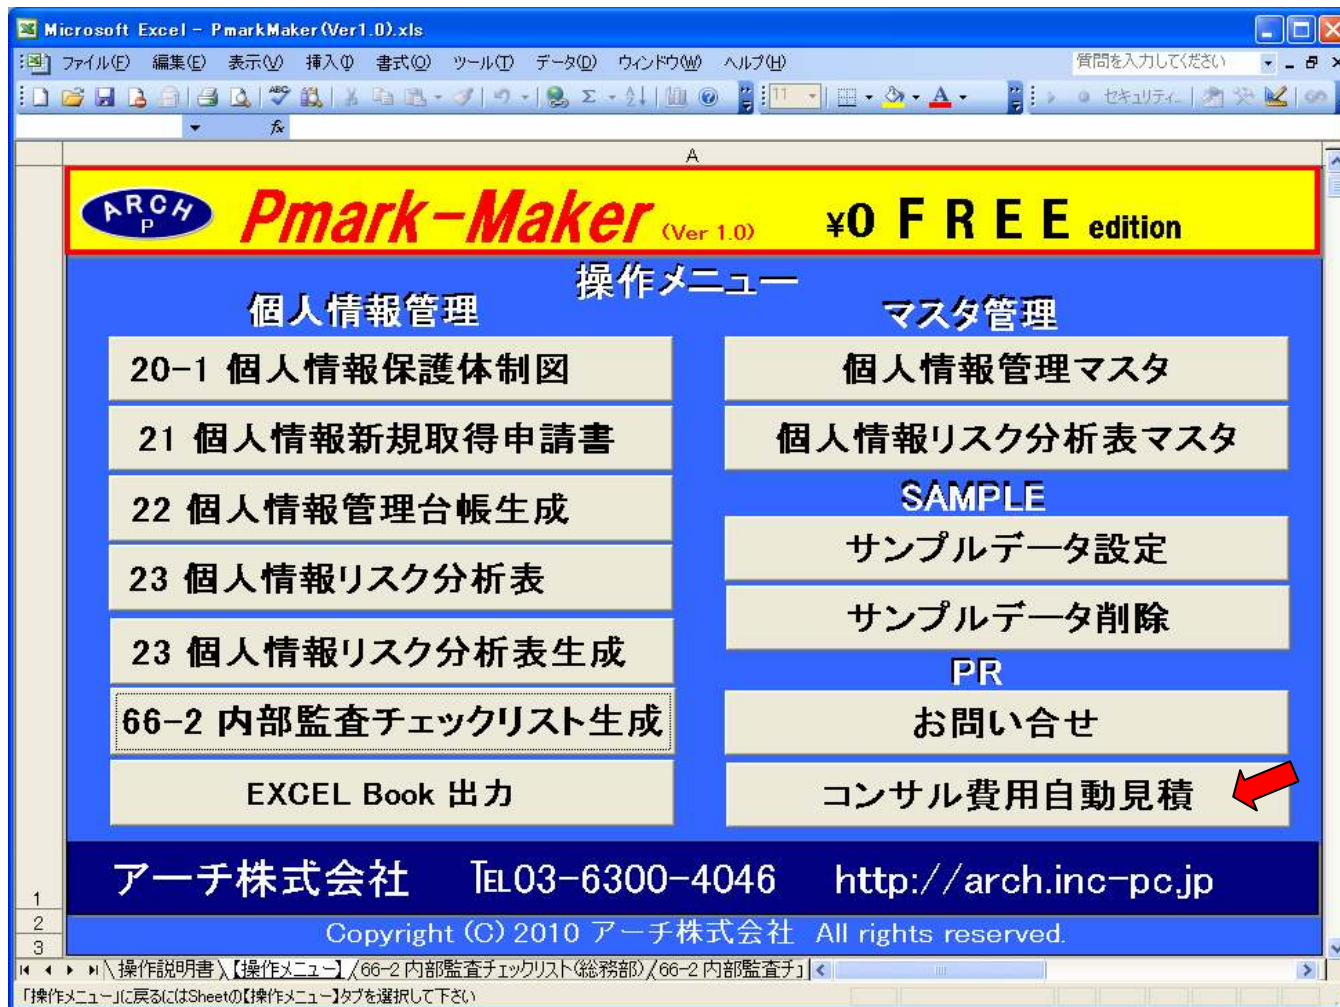 Microsoft Excel - PmarkMaker(Ver1.0).xls
ファイル(F) 編集(E) 表示(V) 挿入(I) 書式(O) ツール(T) データ(D) ウィンドウ(W) ヘルプ(H) 質問を入力してください
11 セキュリティ...
fx
A
ARCH P Pmark-Maker (Ver 1.0) ¥0 FREE edition
操作メニュー
個人情報管理
20-1 個人情報保護体制図
21 個人情報新規取得申請書
22 個人情報管理台帳生成
23 個人情報リスク分析表
23 個人情報リスク分析表生成
66-2 内部監査チェックリスト生成
EXCEL Book 出力
マスタ管理
個人情報管理マスタ
個人情報リスク分析表マスタ
SAMPLE
サンプルデータ設定
サンプルデータ削除
PR
お問い合せ
コンサル費用自動見積
アーチ株式会社 TEL03-6300-4046 http://arch.inc-pc.jp
1
2
3
Copyright (C) 2010 アーチ株式会社 All rights reserved.
操作説明書 【操作メニュー】 66-2 内部監査チェックリスト(総務部) 66-2 内部監査チェ
「操作メニュー」に戻るにはSheetの【操作メニュー】タブを選択して下さい